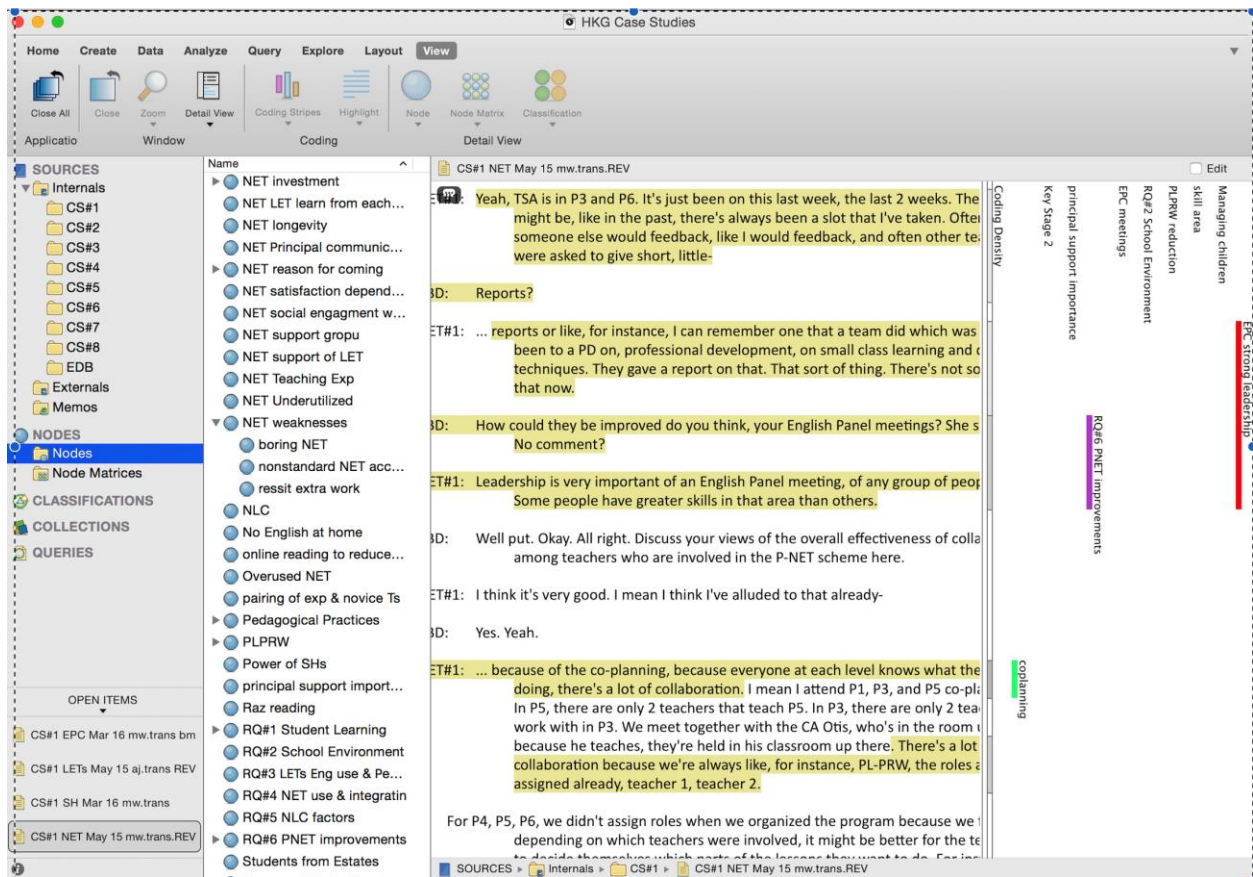 HKG Case Studies
Home Create Data Analyze Query Explore Layout View
Close All Close Zoom Detail View Coding Stripes Highlight Node Node Matrix Classification
Applicatio Window Coding Detail View
SOURCES
Internals
CS#1
CS#2
CS#3
CS#4
CS#5
CS#6
CS#7
CS#8
EDB
Externals
Memos
NODES
Nodes
Node Matrices
CLASSIFICATIONS
COLLECTIONS
QUERIES
OPEN ITEMS
CS#1 EPC Mar 16 mw.trans bm
CS#1 LETs May 15 aj.trans REV
CS#1 SH Mar 16 mw.trans
CS#1 NET May 15 mw.trans.REV
Name
NET investment
NET LET learn from each...
NET longevity
NET Principal communic...
NET reason for coming
NET satisfaction depend...
NET social engagment w...
NET support gropu
NET support of LET
NET Teaching Exp
NET Underutilized
NET weaknesses
boring NET
nonstandard NET acc...
ressit extra work
NLC
No English at home
online reading to reduce...
Overused NET
pairing of exp & novice Ts
Pedagogical Practices
PLPRW
Power of SHs
principal support import...
Raz reading
RQ#1 Student Learning
RQ#2 School Environment
RQ#3 LETs Eng use & Pe...
RQ#4 NET use & integratin
RQ#5 NLC factors
RQ#6 PNET improvements
Students from Estates
CS#1 NET May 15 mw.trans.REV
Edit
Yeah, TSA is in P3 and P6. It's just been on this last week, the last 2 weeks. The
might be, like in the past, there's always been a slot that I've taken. Ofte
someone else would feedback, like I would feedback, and often other tea
were asked to give short, little-
BD: Reports?
ET#1: ... reports or like, for instance, I can remember one that a team did which was
been to a PD on, professional development, on small class learning and
techniques. They gave a report on that. That sort of thing. There's not so
that now.
BD: How could they be improved do you think, your English Panel meetings? She s
No comment?
ET#1: Leadership is very important of an English Panel meeting, of any group of peop
Some people have greater skills in that area than others.
BD: Well put. Okay. All right. Discuss your views of the overall effectiveness of colla
among teachers who are involved in the P-NET scheme here.
ET#1: I think it's very good. I mean I think I've alluded to that already-
BD: Yes. Yeah.
ET#1: ... because of the co-planning, because everyone at each level knows what the
doing, there's a lot of collaboration. I mean I attend P1, P3, and P5 co-pla
In P5, there are only 2 teachers that teach P5. In P3, there are only 2 tea
work with in P3. We meet together with the CA Otis, who's in the room
because he teaches, they're held in his classroom up there. There's a lot
collaboration because we're always like, for instance, PL-PRW, the roles a
assigned already, teacher 1, teacher 2.
For P4, P5, P6, we didn't assign roles when we organized the program because we
depending on which teachers were involved, it might be better for the te
to decide themselves which parts of the lessons they want to do. For ins
Coding Density
coplanning
Key Stage 2
principal support importance
RQ#6 PNET improvements
EPC meetings
RQ#2 School Environment
PLPRW reduction
skill area
Managing children
EPC strong leadership
SOURCES Internals CS#1 CS#1 NET May 15 mw.trans.REV